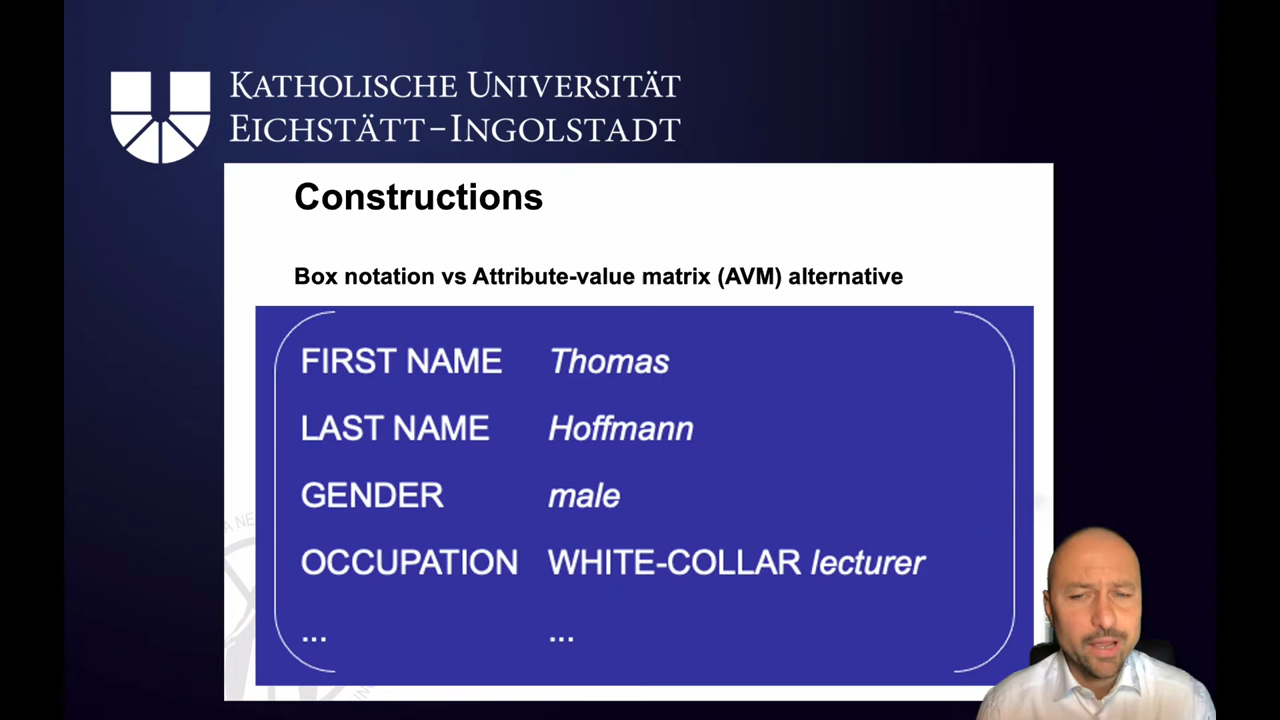 KATHOLISCHE UNIVERSITÄT
EICHSTÄTT-INGOLSTADT
Constructions
Box notation vs Attribute-value matrix (AVM) alternative
FIRST NAME Thomas
LAST NAME Hoffmann
GENDER male
OCCUPATION WHITE-COLLAR lecturer
... ...